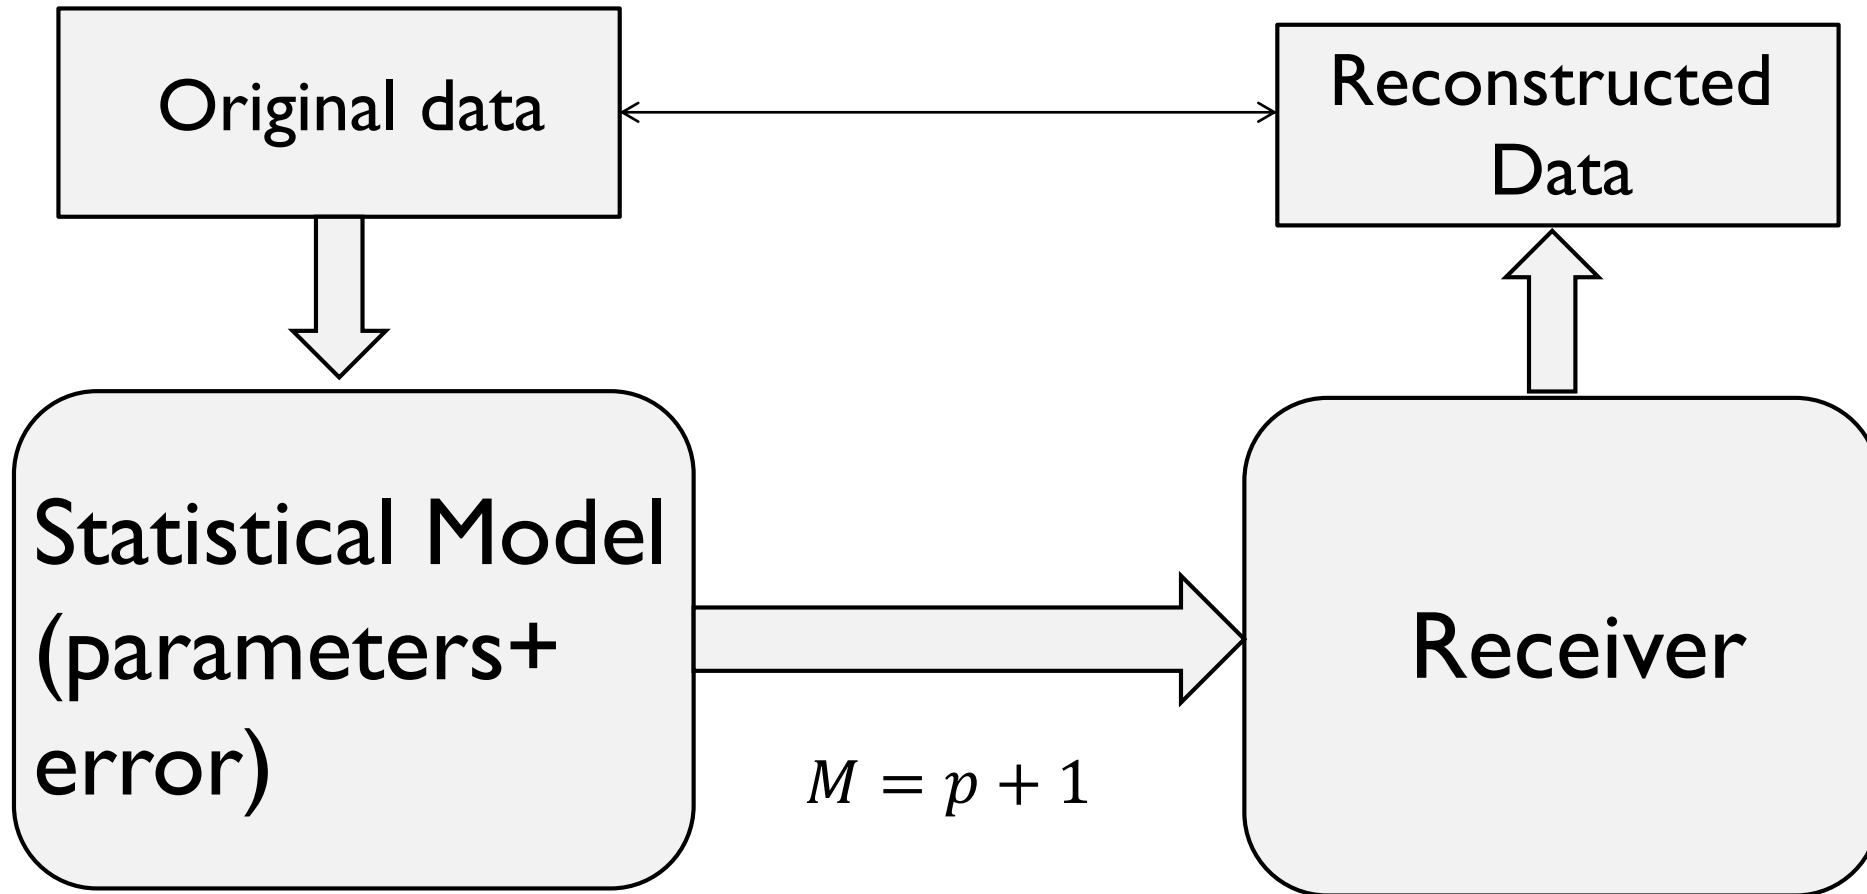 Original data
Reconstructed
Data
Statistical Model
(parameters+
error)
M = p + 1
Receiver